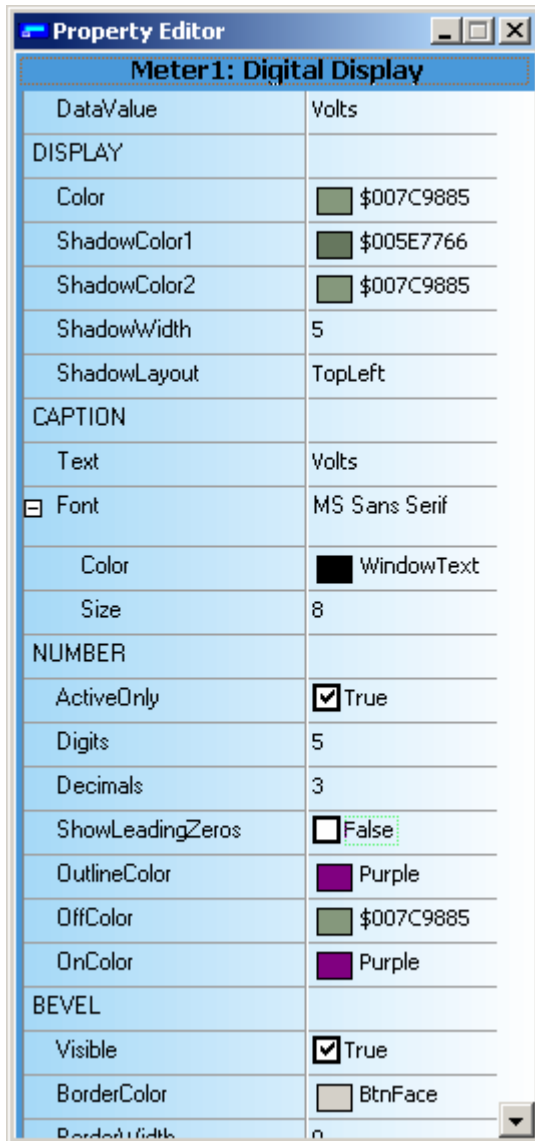 Property Editor
Meter1: Digital Display
DataValue Volts
DISPLAY
Color $007C9885
ShadowColor1 $005E7766
ShadowColor2 $007C9885
ShadowWidth 5
ShadowLayout TopLeft
CAPTION
Text Volts
Font MS Sans Serif
Color WindowText
Size 8
NUMBER
ActiveOnly True
Digits 5
Decimals 3
ShowLeadingZeros False
OutlineColor Purple
OffColor $007C9885
OnColor Purple
BEVEL
Visible True
BorderColor BtnFace
BorderWidth